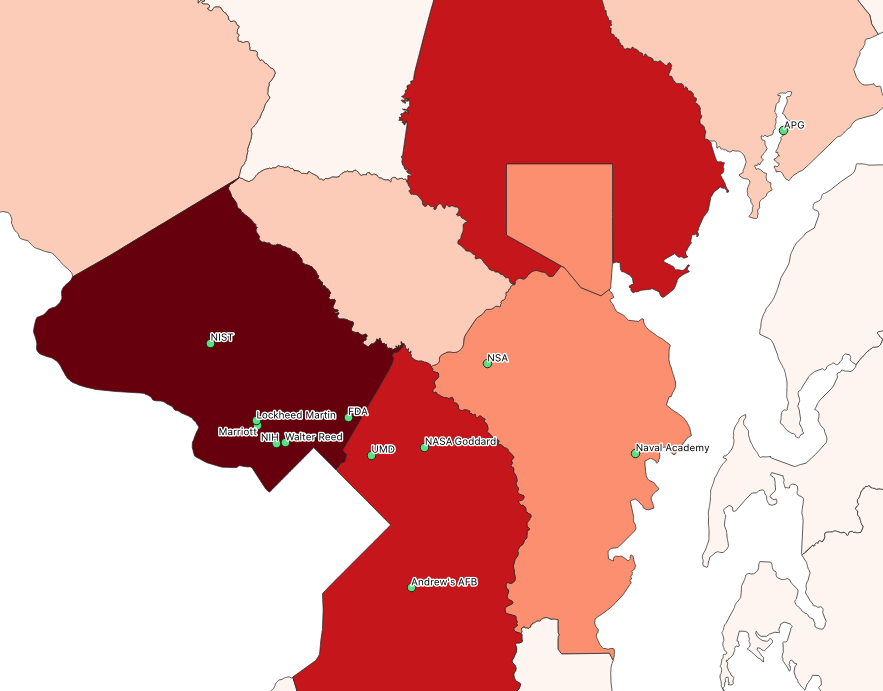 APG
NIST
NSA
Lockheed Martin
FDA
Marriott
NIH
Walter Reed
UMD
NASA Goddard
Naval Academy
Andrew's AFB